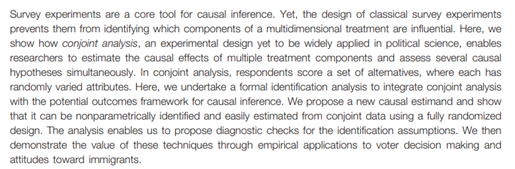 Survey experiments are a core tool for causal inference. Yet, the design of classical survey experiments
prevents them from identifying which components of a multidimensional treatment are influential. Here, we
show how conjoint analysis, an experimental design yet to be widely applied in political science, enables
researchers to estimate the causal effects of multiple treatment components and assess several causal
hypotheses simultaneously. In conjoint analysis, respondents score a set of alternatives, where each has
randomly varied attributes. Here, we undertake a formal identification analysis to integrate conjoint analysis
with the potential outcomes framework for causal inference. We propose a new causal estimand and show
that it can be nonparametrically identified and easily estimated from conjoint data using a fully randomized
design. The analysis enables us to propose diagnostic checks for the identification assumptions. We then
demonstrate the value of these techniques through empirical applications to voter decision making and
attitudes toward immigrants.